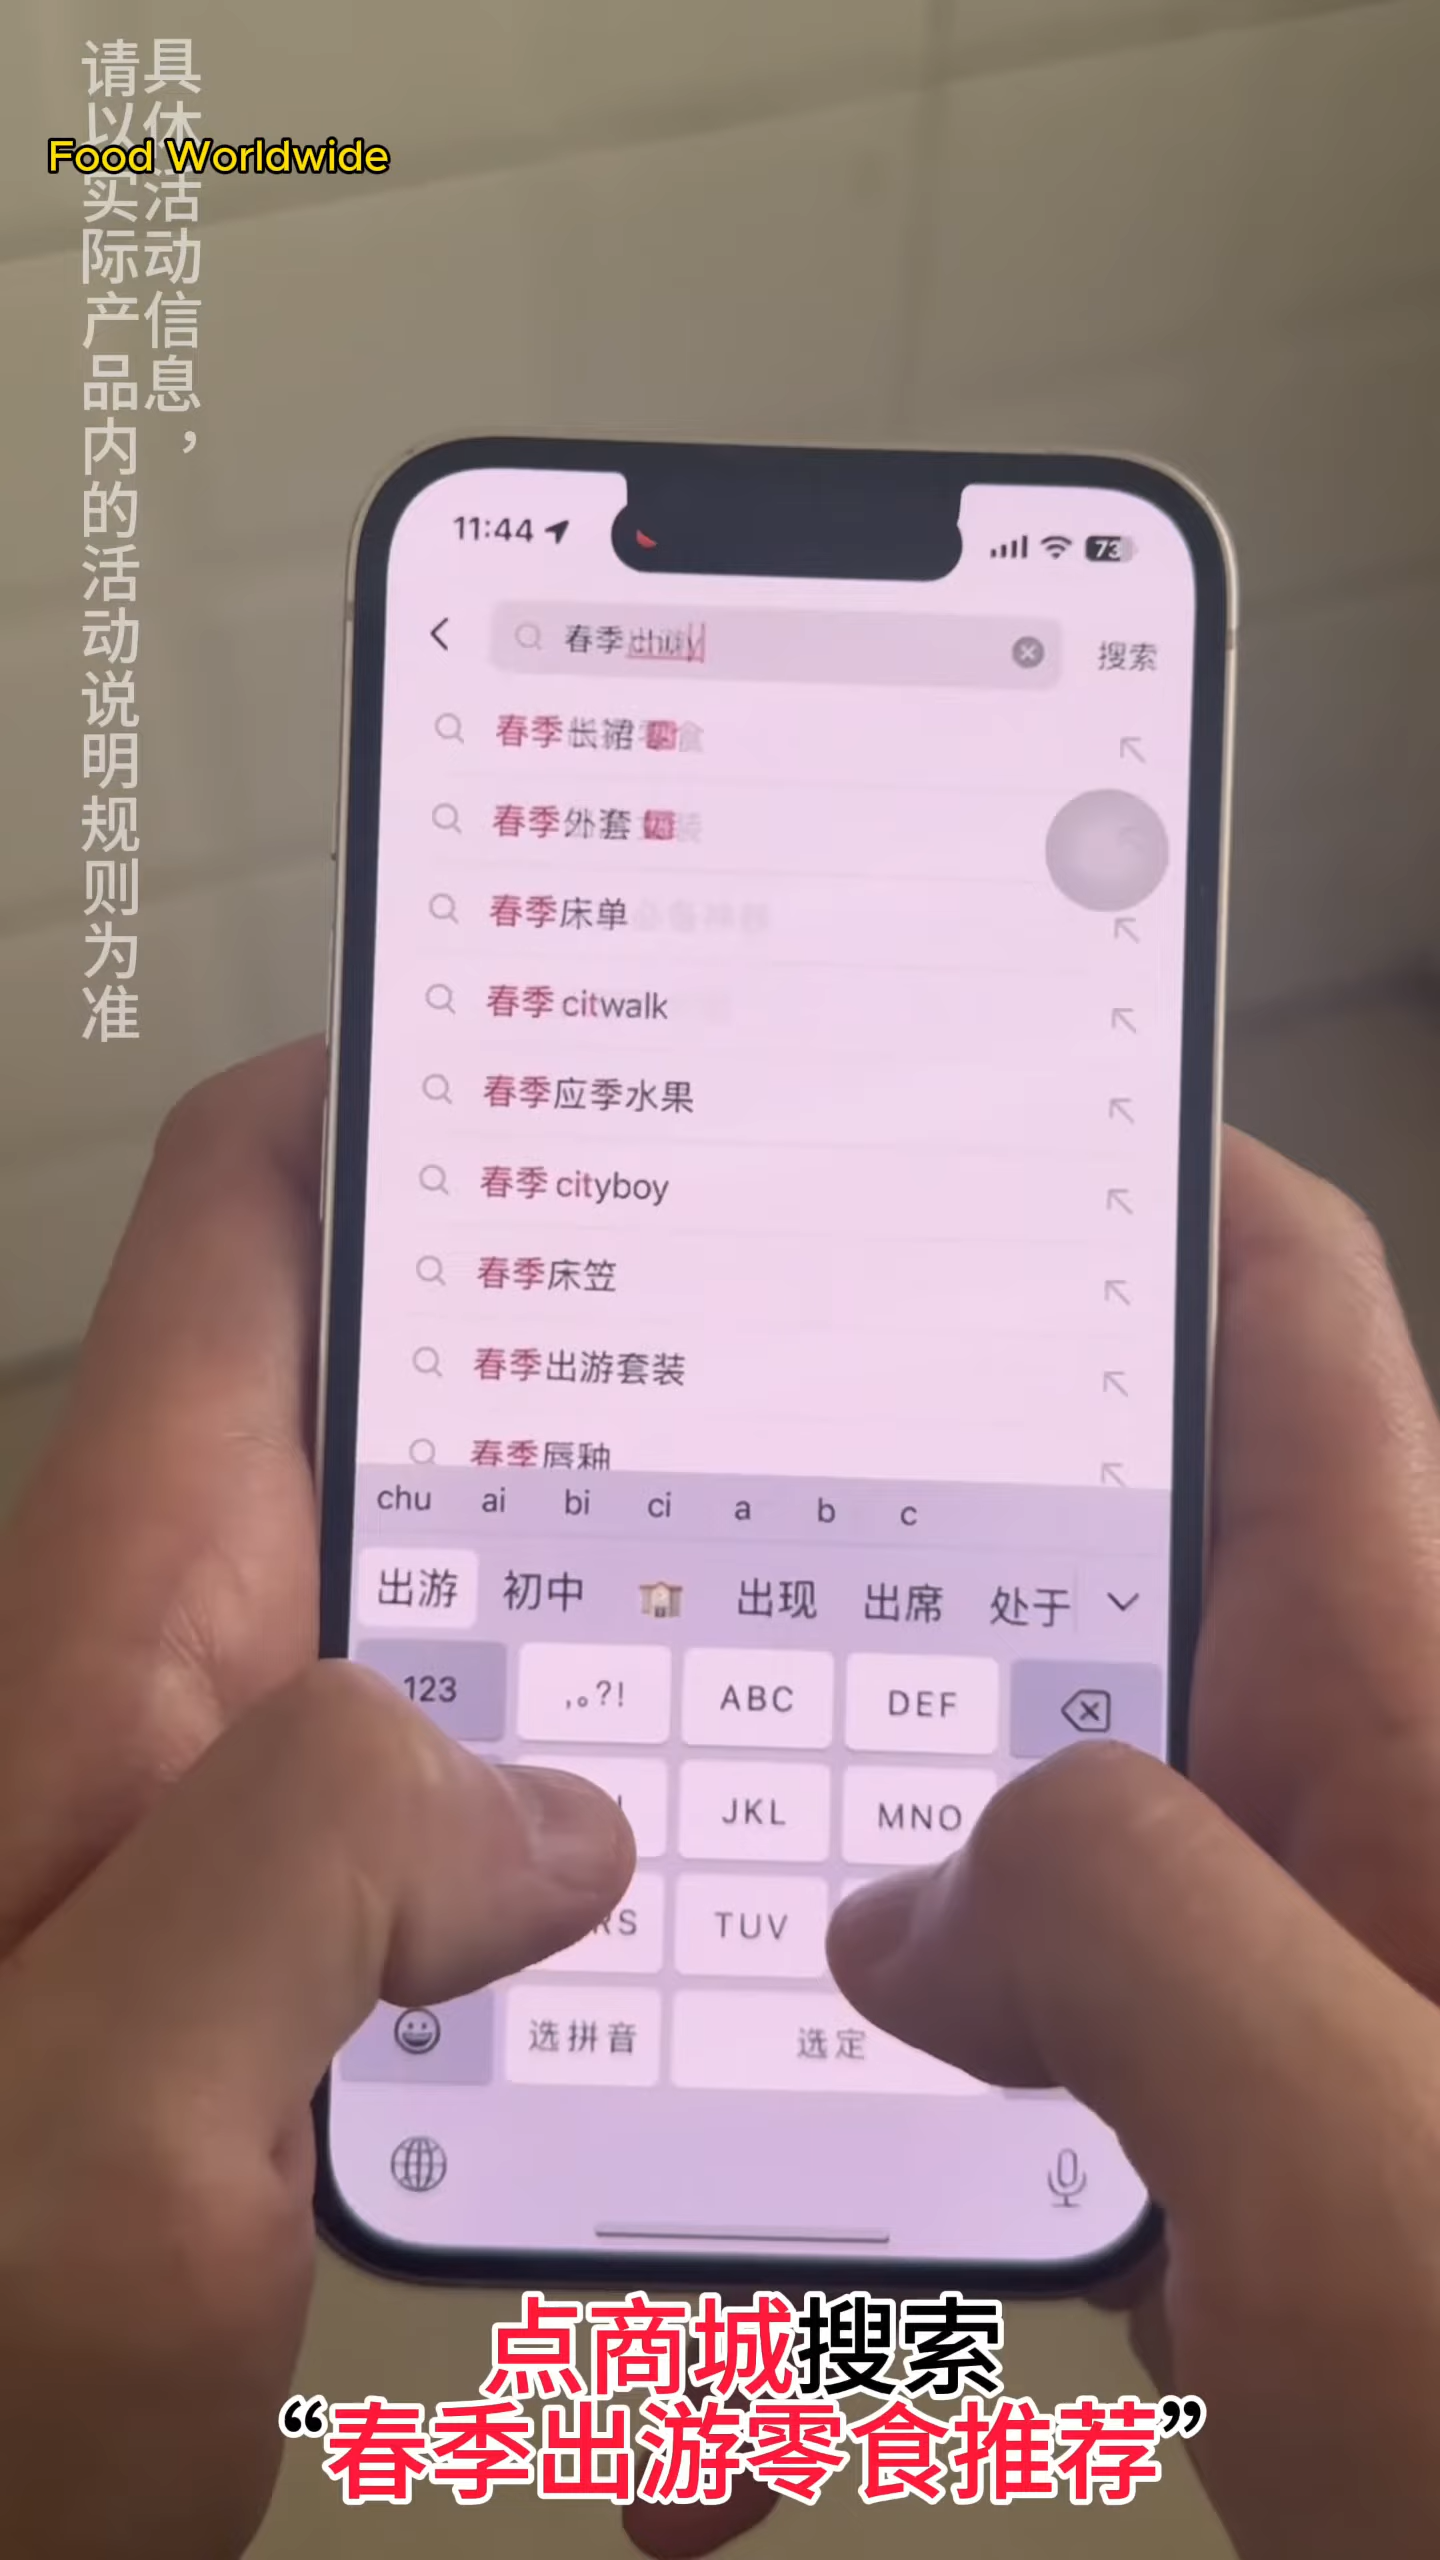 具体活动信息，
请以实际产品内的活动说明规则为准
Food Worldwide
11:44
73
春季
搜索
春季长裙
春季外套
春季床单
春季 citwalk
春季应季水果
春季 cityboy
春季床笠
春季出游套装
春季唇釉
chu ai bi ci a b c
出游 初中 出现 出席 处于
123 ,。?! ABC DEF
JKL MNO
RS TUV
选拼音 选定
点商城搜索
“春季出游零食推荐”